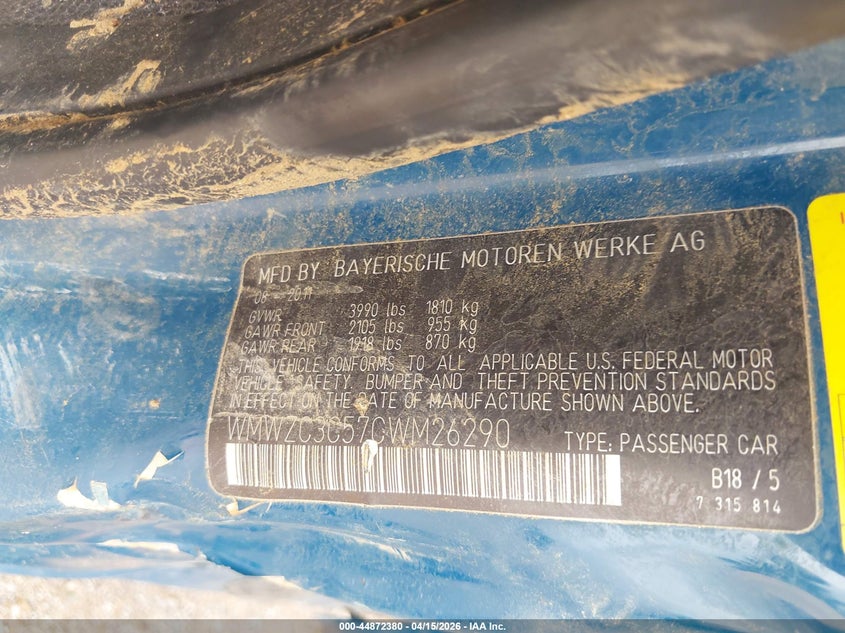 MFD BY BAYERISCHE MOTOREN WERKE AG
08 - 2011
GVWR 3990 lbs 1810 kg
GAWR FRONT 2105 lbs 955 kg
GAWR REAR 1918 lbs 870 kg
THIS VEHICLE CONFORMS TO ALL APPLICABLE U.S. FEDERAL MOTOR
VEHICLE SAFETY, BUMPER AND THEFT PREVENTION STANDARDS
IN EFFECT ON THE DATE OF MANUFACTURE SHOWN ABOVE.
WMWZC3C57CWM26290 TYPE: PASSENGER CAR
B18 / 5
7 315 814
000-44872380 - 04/15/2026 - IAA Inc.